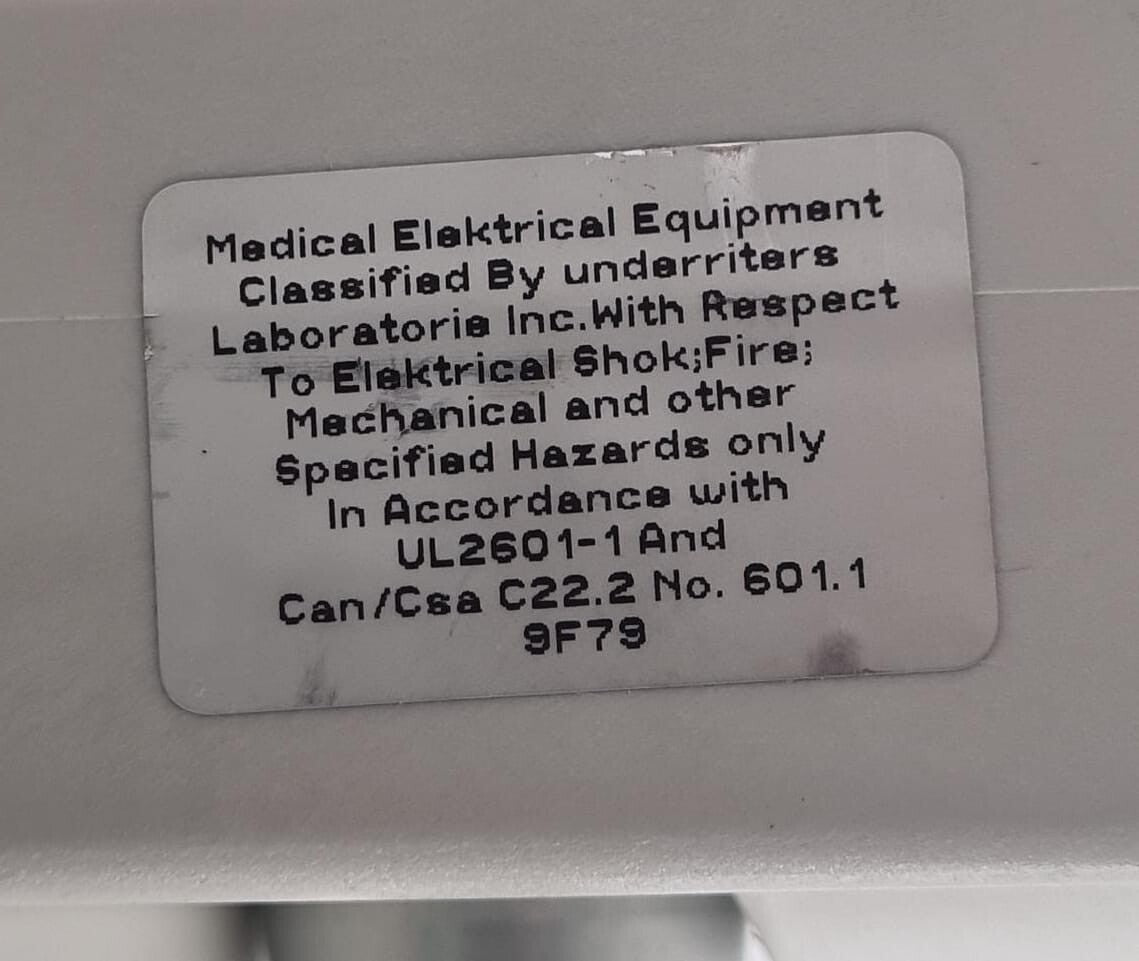 Medical Elektrical Equipment
Classified By underriters
Laboratorie Inc.With Respect
To Elektrical Shok;Fire;
Mechanical and other
Specified Hazards only
In Accordance with
UL2601-1 And
Can/Csa C22.2 No. 601.1
9F79